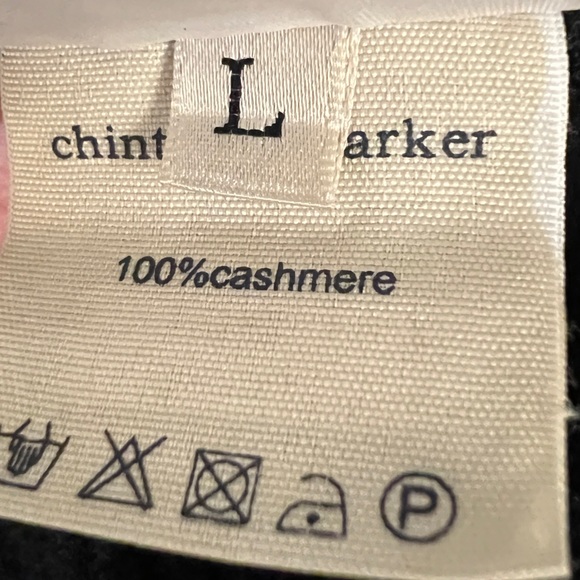 L
chint arker
100%cashmere
P